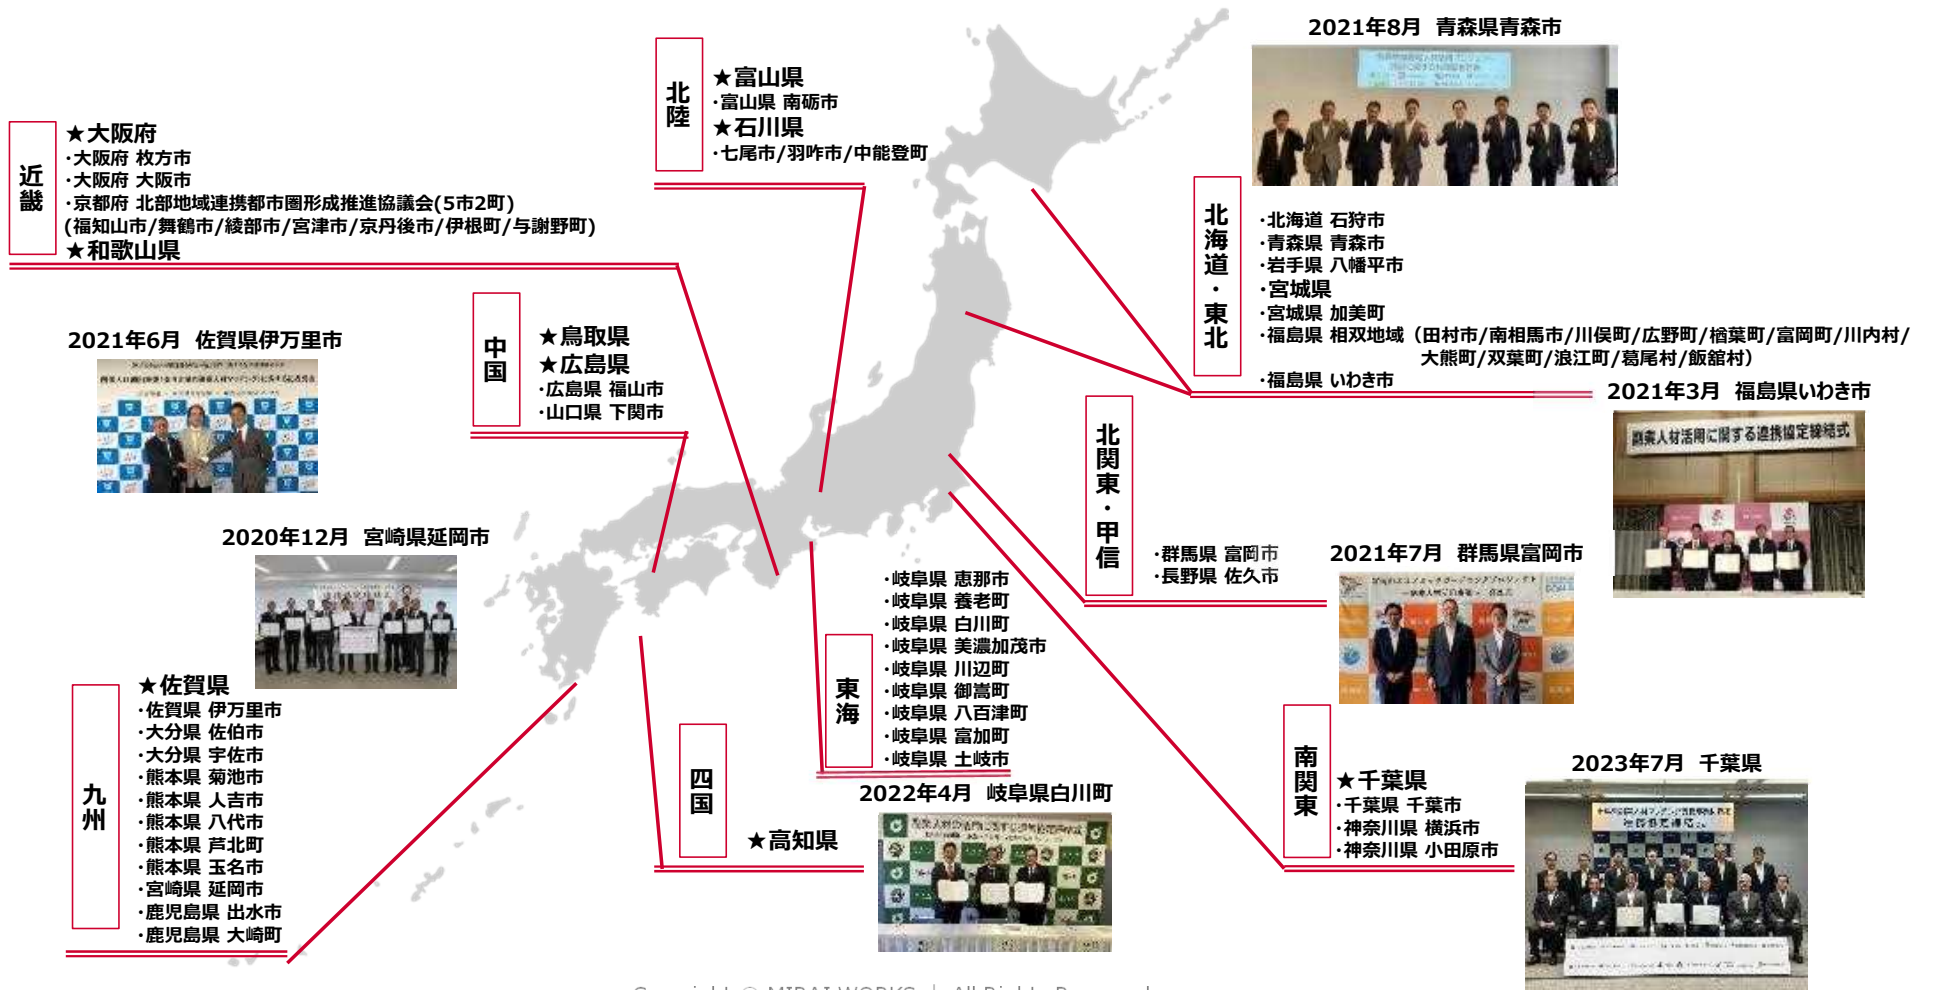 近畿
★大阪府
・大阪府 枚方市
・大阪府 大阪市
・京都府 北部地域連携都市圏形成推進協議会(5市2町)
(福知山市/舞鶴市/綾部市/宮津市/京丹後市/伊根町/与謝野町)
★和歌山県
北陸
★富山県
・富山県 南砺市
★石川県
・七尾市/羽咋市/中能登町
2021年8月 青森県青森市
北海道・東北
・北海道 石狩市
・青森県 青森市
・岩手県 八幡平市
・宮城県
・宮城県 加美町
・福島県 相双地域（田村市/南相馬市/川俣町/広野町/楢葉町/富岡町/川内村/
大熊町/双葉町/浪江町/葛尾村/飯舘村）
・福島県 いわき市
2021年3月 福島県いわき市
副業人材活用に関する連携協定締結式
中国
★鳥取県
★広島県
・広島県 福山市
・山口県 下関市
2021年6月 佐賀県伊万里市
2020年12月 宮崎県延岡市
北関東・甲信
・群馬県 富岡市
・長野県 佐久市
2021年7月 群馬県富岡市
東海
・岐阜県 恵那市
・岐阜県 養老町
・岐阜県 白川町
・岐阜県 美濃加茂市
・岐阜県 川辺町
・岐阜県 御嵩町
・岐阜県 八百津町
・岐阜県 富加町
・岐阜県 土岐市
2022年4月 岐阜県白川町
九州
★佐賀県
・佐賀県 伊万里市
・大分県 佐伯市
・大分県 宇佐市
・熊本県 菊池市
・熊本県 人吉市
・熊本県 八代市
・熊本県 芦北町
・熊本県 玉名市
・宮崎県 延岡市
・鹿児島県 出水市
・鹿児島県 大崎町
四国
★高知県
南関東
★千葉県
・千葉県 千葉市
・神奈川県 横浜市
・神奈川県 小田原市
2023年7月 千葉県
Copyright © MIRAI WORKS | All Rights Reserved